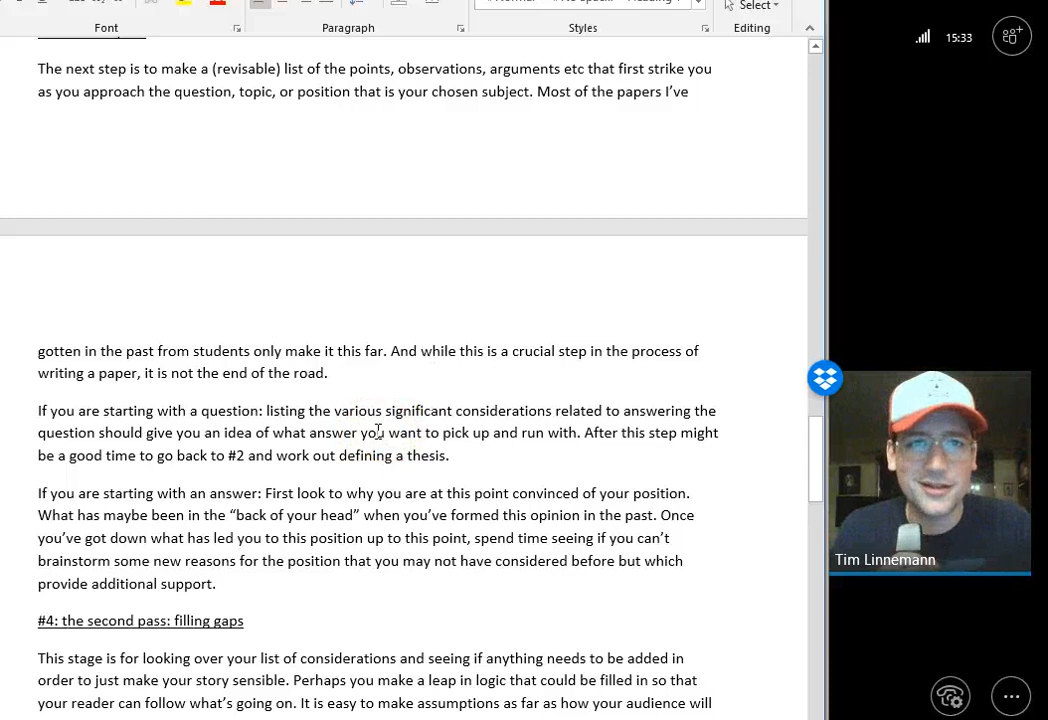 Select
Font
Paragraph
Styles
Editing
15:33
The next step is to make a (revisable) list of the points, observations, arguments etc that first strike you
as you approach the question, topic, or position that is your chosen subject. Most of the papers I've
gotten in the past from students only make it this far. And while this is a crucial step in the process of
writing a paper, it is not the end of the road.
If you are starting with a question: listing the various significant considerations related to answering the
question should give you an idea of what answer you want to pick up and run with. After this step might
be a good time to go back to #2 and work out defining a thesis.
If you are starting with an answer: First look to why you are at this point convinced of your position.
What has maybe been in the “back of your head” when you've formed this opinion in the past. Once
you've got down what has led you to this position up to this point, spend time seeing if you can't
brainstorm some new reasons for the position that you may not have considered before but which
provide additional support.
#4: the second pass: filling gaps
This stage is for looking over your list of considerations and seeing if anything needs to be added in
order to just make your story sensible. Perhaps you make a leap in logic that could be filled in so that
your reader can follow what's going on. It is easy to make assumptions as far as how your audience will
Tim Linnemann